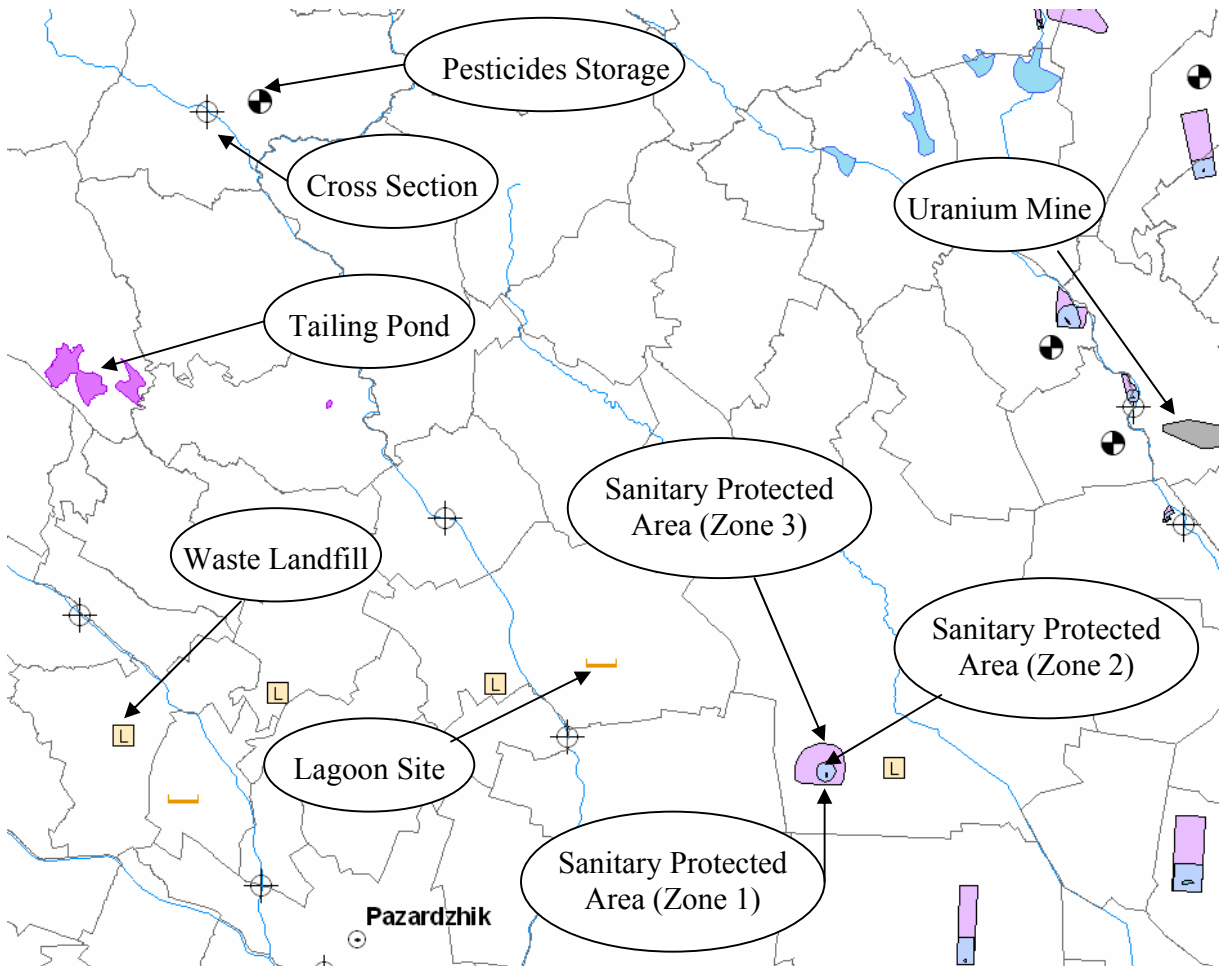 Pesticides Storage
Cross Section
Uranium Mine
Tailing Pond
Sanitary Protected
Area (Zone 3)
Waste Landfill
Sanitary Protected
Area (Zone 2)
L
L
L
Lagoon Site
L
Sanitary Protected
Area (Zone 1)
Pazardzhik